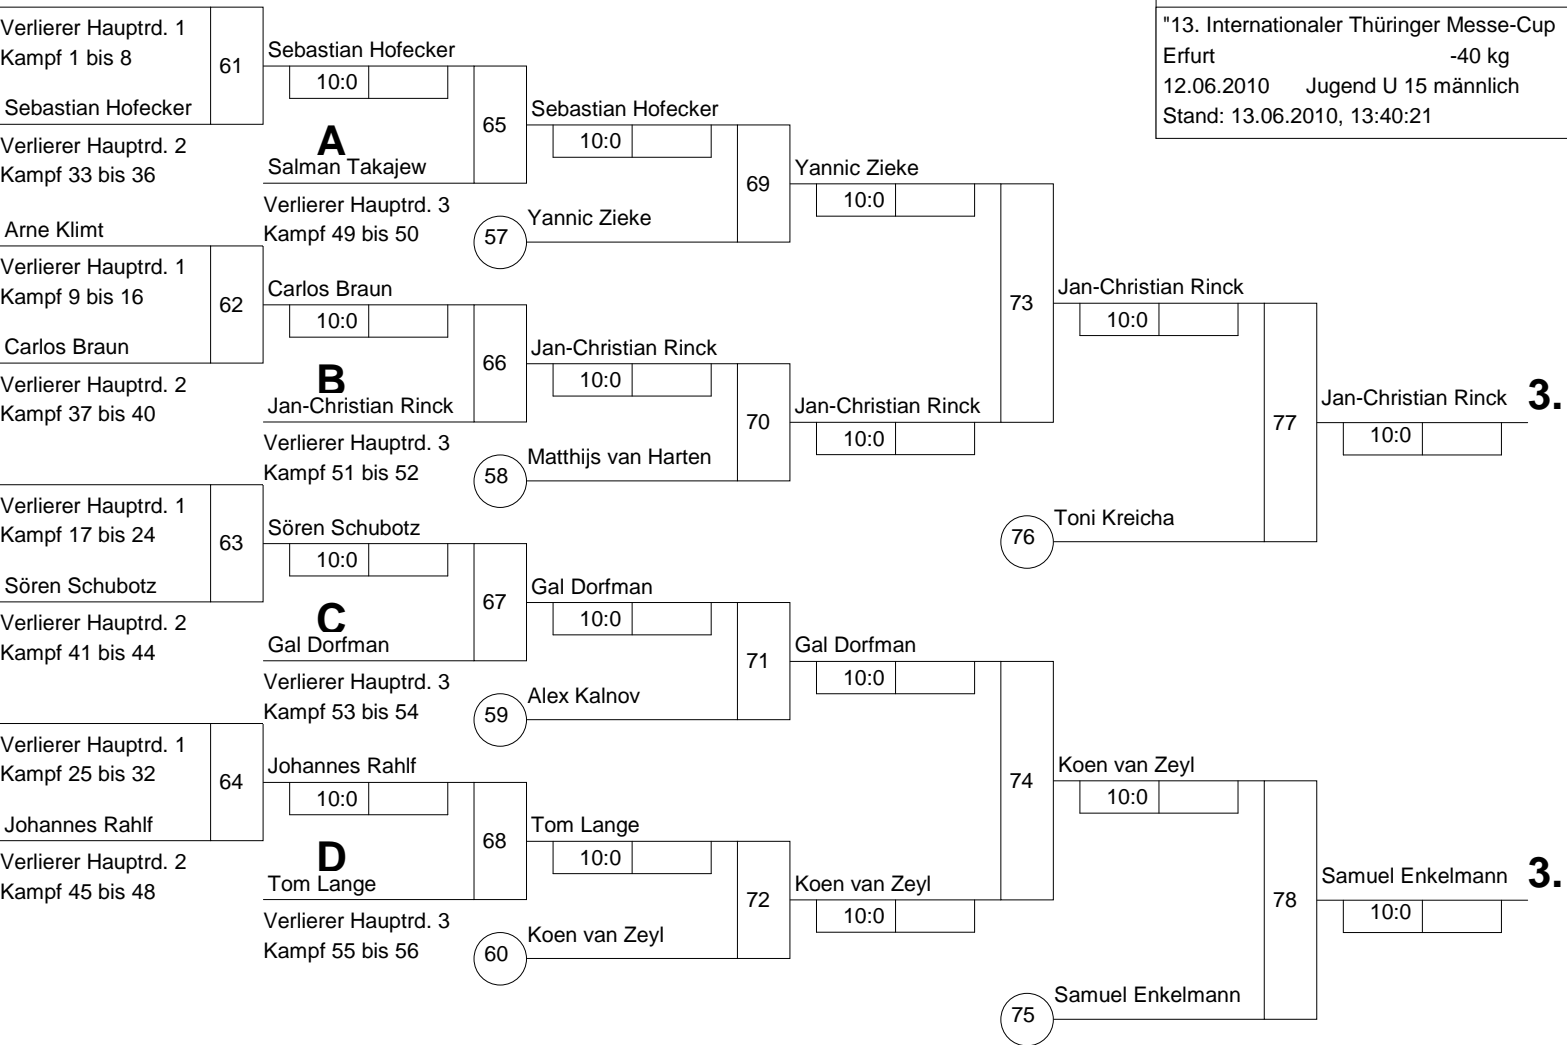 "13. Internationaler Thüringer Messe-Cup
Erfurt -40 kg
12.06.2010 Jugend U 15 männlich
Stand: 13.06.2010, 13:40:21
Verlierer Hauptrd. 1
Kampf 1 bis 8
61
Sebastian Hofecker
Verlierer Hauptrd. 2
Kampf 33 bis 36
Arne Klimt
Verlierer Hauptrd. 1
Kampf 9 bis 16
62
Carlos Braun
Verlierer Hauptrd. 2
Kampf 37 bis 40
Verlierer Hauptrd. 1
Kampf 17 bis 24
63
Sören Schubotz
Verlierer Hauptrd. 2
Kampf 41 bis 44
Verlierer Hauptrd. 1
Kampf 25 bis 32
64
Johannes Rahlf
Verlierer Hauptrd. 2
Kampf 45 bis 48
Sebastian Hofecker
10:0
A
65
Salman Takajew
Verlierer Hauptrd. 3
Kampf 49 bis 50
Carlos Braun
10:0
B
66
Jan-Christian Rinck
Verlierer Hauptrd. 3
Kampf 51 bis 52
Sören Schubotz
10:0
C
67
Gal Dorfman
Verlierer Hauptrd. 3
Kampf 53 bis 54
Johannes Rahlf
10:0
D
68
Tom Lange
Verlierer Hauptrd. 3
Kampf 55 bis 56
Sebastian Hofecker
10:0
69
57
Yannic Zieke
Jan-Christian Rinck
10:0
70
58
Matthijs van Harten
Gal Dorfman
10:0
71
59
Alex Kalnov
Tom Lange
10:0
72
60
Koen van Zeyl
Yannic Zieke
10:0
73
Jan-Christian Rinck
10:0
Gal Dorfman
10:0
74
Koen van Zeyl
10:0
Jan-Christian Rinck
10:0
77
76
Toni Kreicha
Koen van Zeyl
10:0
78
75
Samuel Enkelmann
Jan-Christian Rinck 3.
10:0
Samuel Enkelmann 3.
10:0